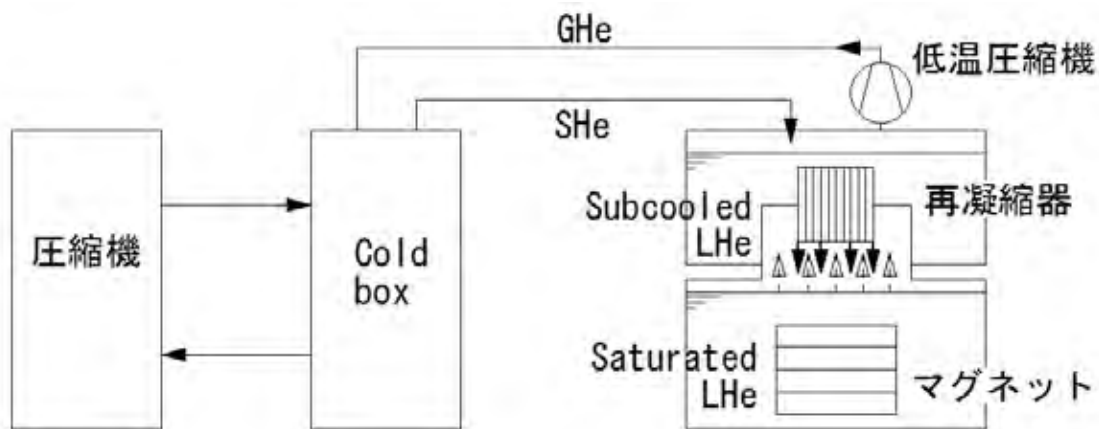 GHe
低温圧縮機
SHe
Subcooled
LHe
再凝縮器
圧縮機
Cold
box
Saturated
LHe
マグネット